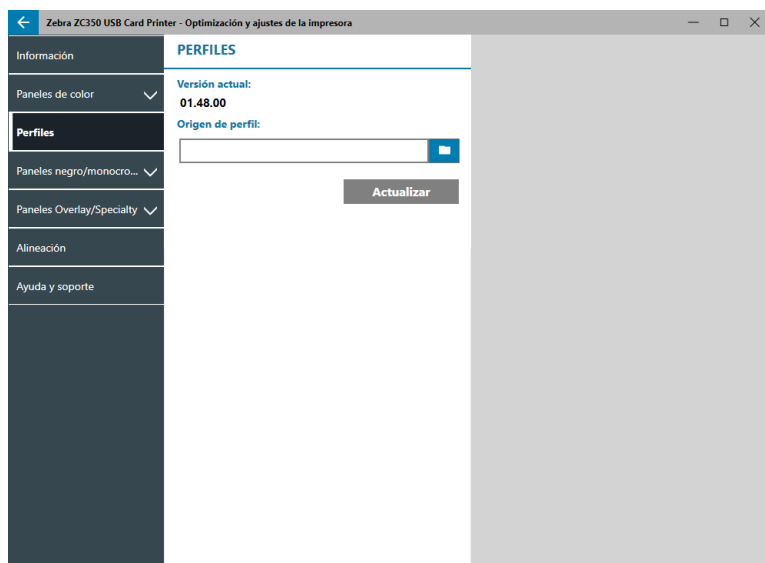 Zebra ZC350 USB Card Printer - Optimización y ajustes de la impresora
Información
Paneles de color
Perfiles
Paneles negro/monocro...
Paneles Overlay/Specialty
Alineación
Ayuda y soporte
PERFILES
Versión actual:
01.48.00
Origen de perfil:
Actualizar